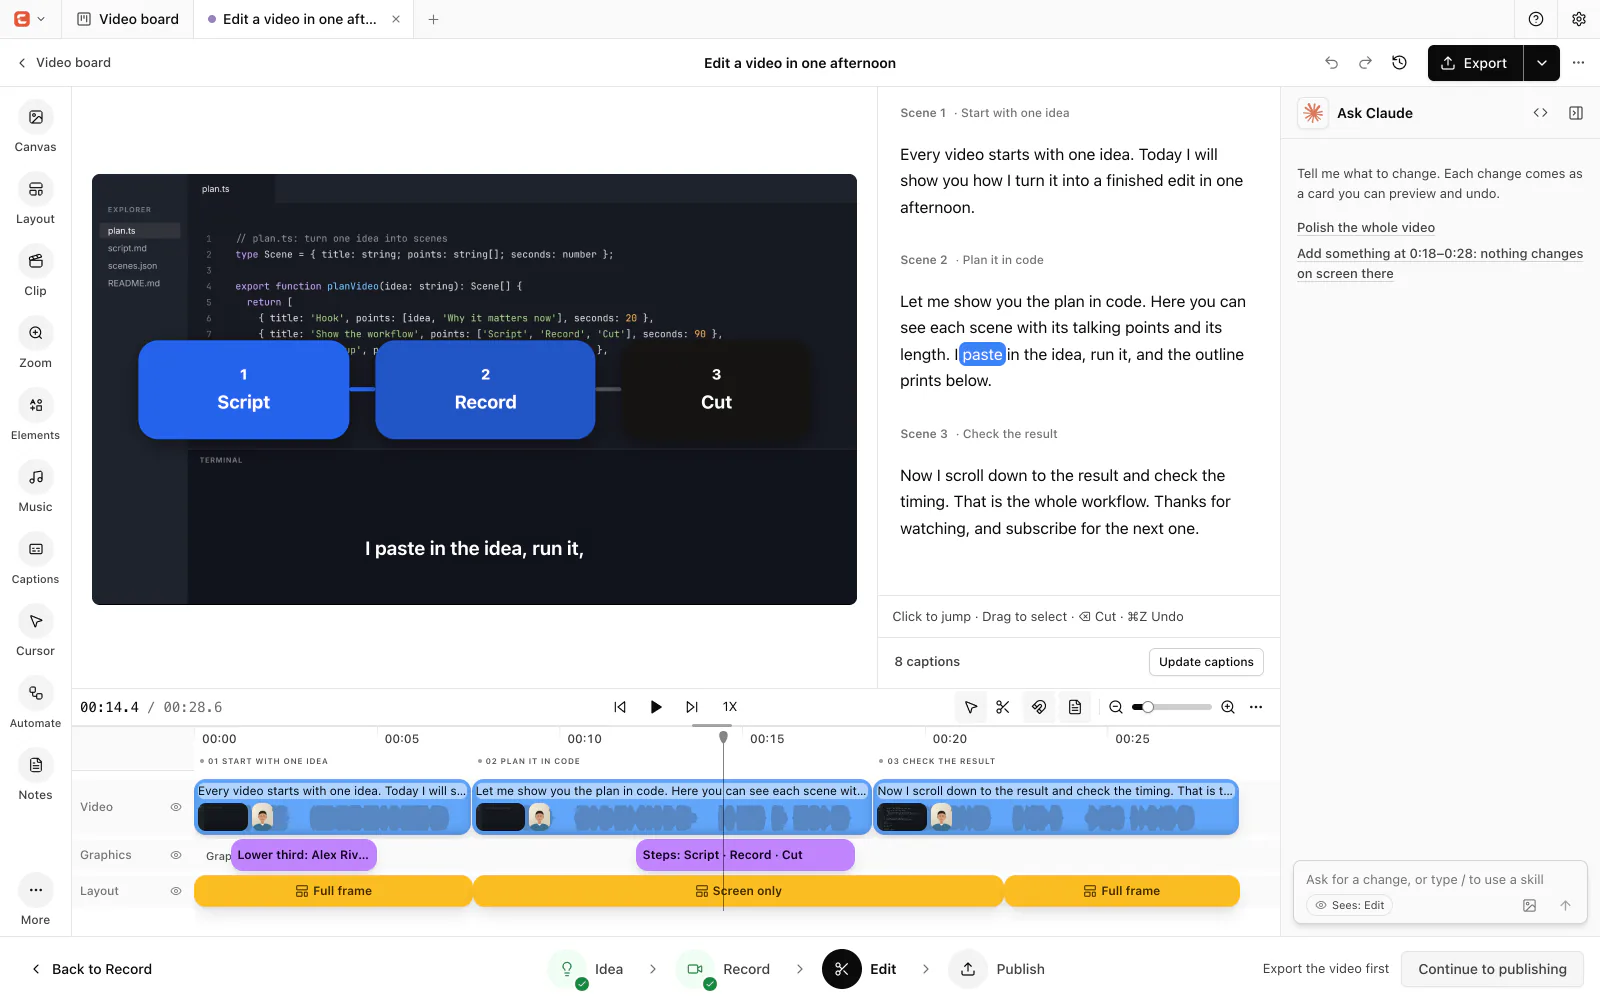 Video board
Edit a video in one aft...
Video board
Edit a video in one afternoon
Export
Canvas
Layout
Clip
Zoom
Elements
Music
Captions
Cursor
Automate
Notes
More
plan.ts
EXPLORER
plan.ts
script.md
scenes.json
README.md
1 // plan.ts: turn one idea into scenes
2 type Scene = { title: string; points: string[]; seconds: number };
3
4 export function planVideo(idea: string): Scene[] {
5 return [
6 { title: 'Hook', points: [idea, 'Why it matters now'], seconds: 20 },
7 { title: 'Show the workflow', points: ['Script', 'Record', 'Cut'], seconds: 90 },
1
Script
2
Record
3
Cut
TERMINAL
I paste in the idea, run it,
Scene 1 · Start with one idea
Every video starts with one idea. Today I will
show you how I turn it into a finished edit in one
afternoon.
Scene 2 · Plan it in code
Let me show you the plan in code. Here you can
see each scene with its talking points and its
length. I paste in the idea, run it, and the outline
prints below.
Scene 3 · Check the result
Now I scroll down to the result and check the
timing. That is the whole workflow. Thanks for
watching, and subscribe for the next one.
Click to jump · Drag to select · ⌫ Cut · ⌘Z Undo
8 captions
Update captions
Ask Claude
Tell me what to change. Each change comes as
a card you can preview and undo.
Polish the whole video
Add something at 0:18–0:28: nothing changes
on screen there
Ask for a change, or type / to use a skill
Sees: Edit
00:14.4 / 00:28.6
1X
00:00 00:05 00:10 00:15 00:20 00:25
01 START WITH ONE IDEA
02 PLAN IT IN CODE
03 CHECK THE RESULT
Video
Every video starts with one idea. Today I will s...
Let me show you the plan in code. Here you can see each scene wit...
Now I scroll down to the result and check the timing. That is t...
Graphics
Grap
Lower third: Alex Riv...
Steps: Script · Record · Cut
Layout
Full frame
Screen only
Full frame
Back to Record
Idea
Record
Edit
Publish
Export the video first
Continue to publishing